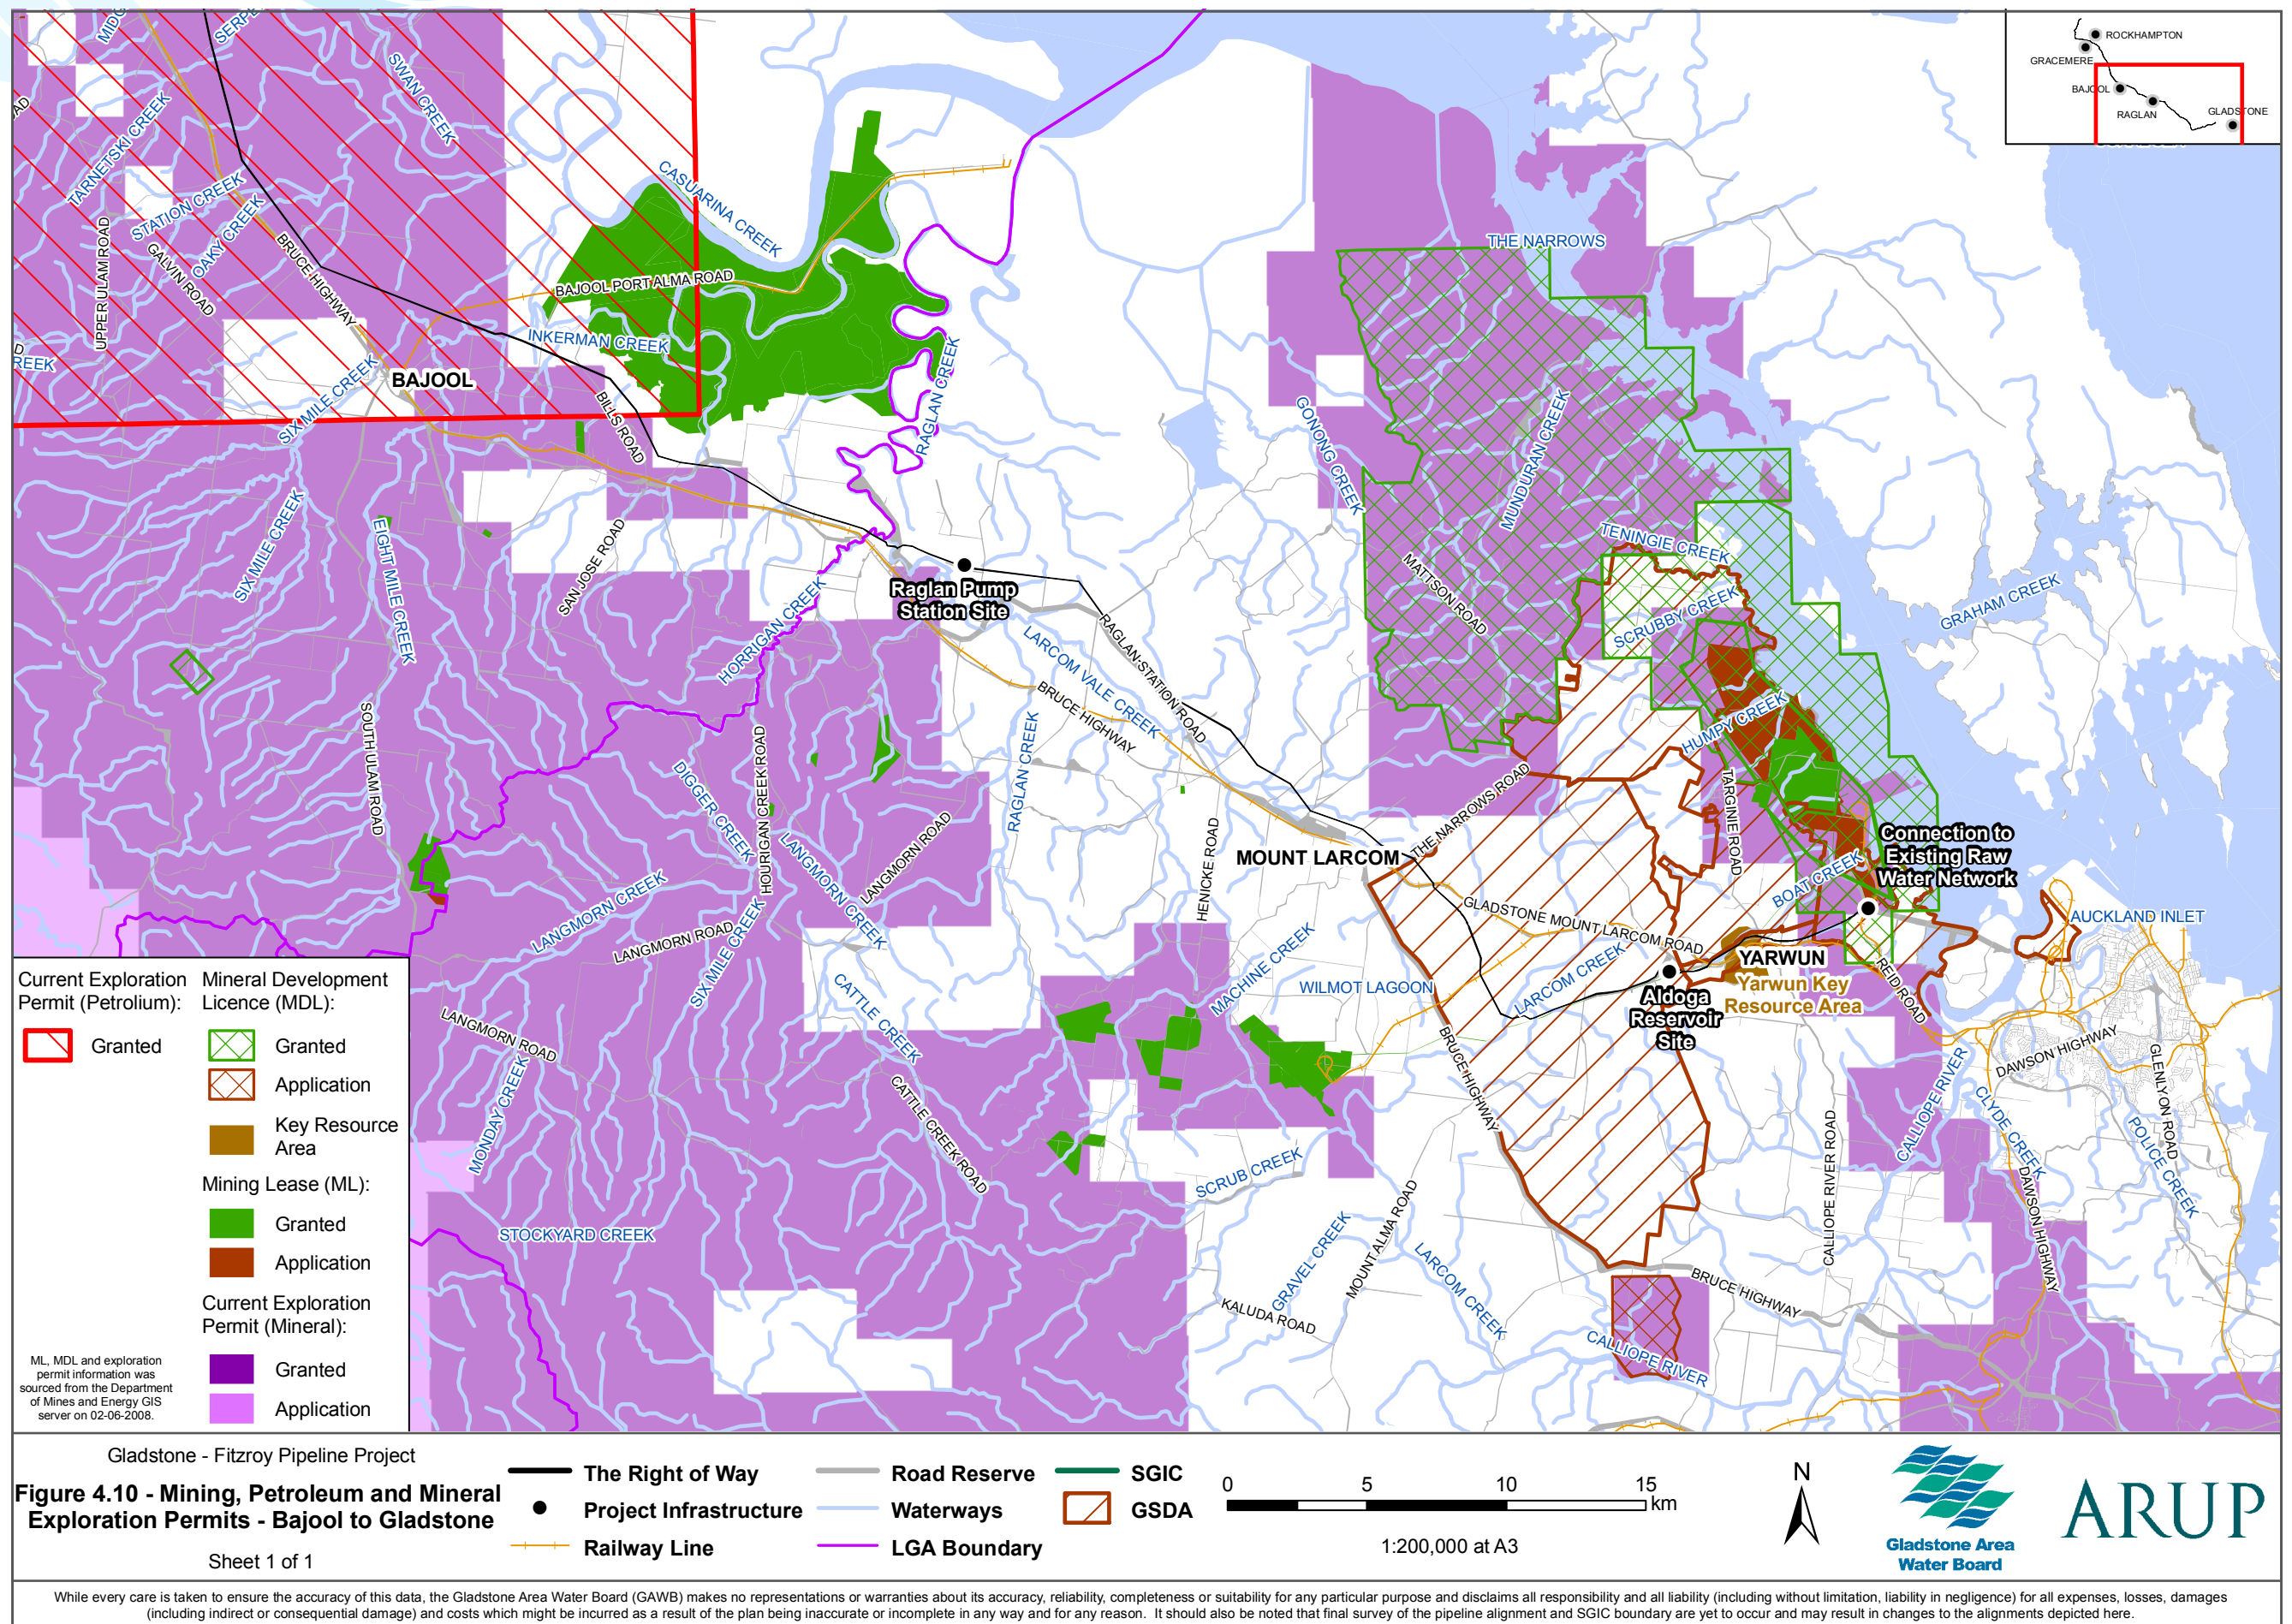 MIDG
SERPE
SWAN CREEK
TARNETSKI CREEK
STATION CREEK
OAKY CREEK
UPPER ULAM ROAD
GALVIN ROAD
BRUCE HIGHWAY
CASUARINA CREEK
BAJOOL PORT ALMA ROAD
INKERMAN CREEK
REEK
SIX MILE CREEK
BAJOOL
BILLS ROAD
RAGLAN CREEK
ROCKHAMPTON
GRACEMERE
BAJOOL
RAGLAN
GLADSTONE
THE NARROWS
GONONG CREEK
MUNDURAN CREEK
TENINGIE CREEK
MATTSON ROAD
SCRUBBY CREEK
GRAHAM CREEK
SIX MILE CREEK
EIGHT MILE CREEK
SAN JOSE ROAD
Raglan Pump
Station Site
HORRIGAN CREEK
LARCOM VALE CREEK
RAGLAN STATION ROAD
BRUCE HIGHWAY
HUMPY CREEK
TARGINIE ROAD
SOUTH ULAM ROAD
DIGGER CREEK
HOURIGAN CREEK ROAD
RAGLAN CREEK
LANGMORN CREEK
LANGMORN ROAD
HENICKE ROAD
MOUNT LARCOM
THE NARROWS ROAD
Connection to
Existing Raw
Water Network
BOAT CREEK
LANGMORN CREEK
LANGMORN ROAD
SIX MILE CREEK
GLADSTONE MOUNT LARCOM ROAD
AUCKLAND INLET
MACHINE CREEK
WILMOT LAGOON
LARCOM CREEK
YARWUN
Yarwun Key
Resource Area
Aldoga
Reservoir
Site
REID ROAD
CATTLE CREEK
LANGMORN ROAD
MONDAY CREEK
CATTLE CREEK ROAD
BRUCE HIGHWAY
DAWSON HIGHWAY
GLENLYON ROAD
CALLIOPE RIVER
CLYDE CREEK
POLICE CREEK
CALLIOPE RIVER ROAD
DAWSON HIGHWAY
SCRUB CREEK
STOCKYARD CREEK
GRAVEL CREEK
MOUNT ALMA ROAD
LARCOM CREEK
KALUDA ROAD
BRUCE HIGHWAY
CALLIOPE RIVER
Current Exploration
Permit (Petrolium):
Granted
Mineral Development
Licence (MDL):
Granted
Application
Key Resource
Area
Mining Lease (ML):
Granted
Application
Current Exploration
Permit (Mineral):
Granted
Application
ML, MDL and exploration
permit information was
sourced from the Department
of Mines and Energy GIS
server on 02-06-2008.
Gladstone - Fitzroy Pipeline Project
Figure 4.10 - Mining, Petroleum and Mineral
Exploration Permits - Bajool to Gladstone
Sheet 1 of 1
The Right of Way
Project Infrastructure
Railway Line
Road Reserve
Waterways
LGA Boundary
SGIC
GSDA
0 5 10 15
km
1:200,000 at A3
N
Gladstone Area
Water Board
ARUP
While every care is taken to ensure the accuracy of this data, the Gladstone Area Water Board (GAWB) makes no representations or warranties about its accuracy, reliability, completeness or suitability for any particular purpose and disclaims all responsibility and all liability (including without limitation, liability in negligence) for all expenses, losses, damages
(including indirect or consequential damage) and costs which might be incurred as a result of the plan being inaccurate or incomplete in any way and for any reason. It should also be noted that final survey of the pipeline alignment and SGIC boundary are yet to occur and may result in changes to the alignments depicted here.